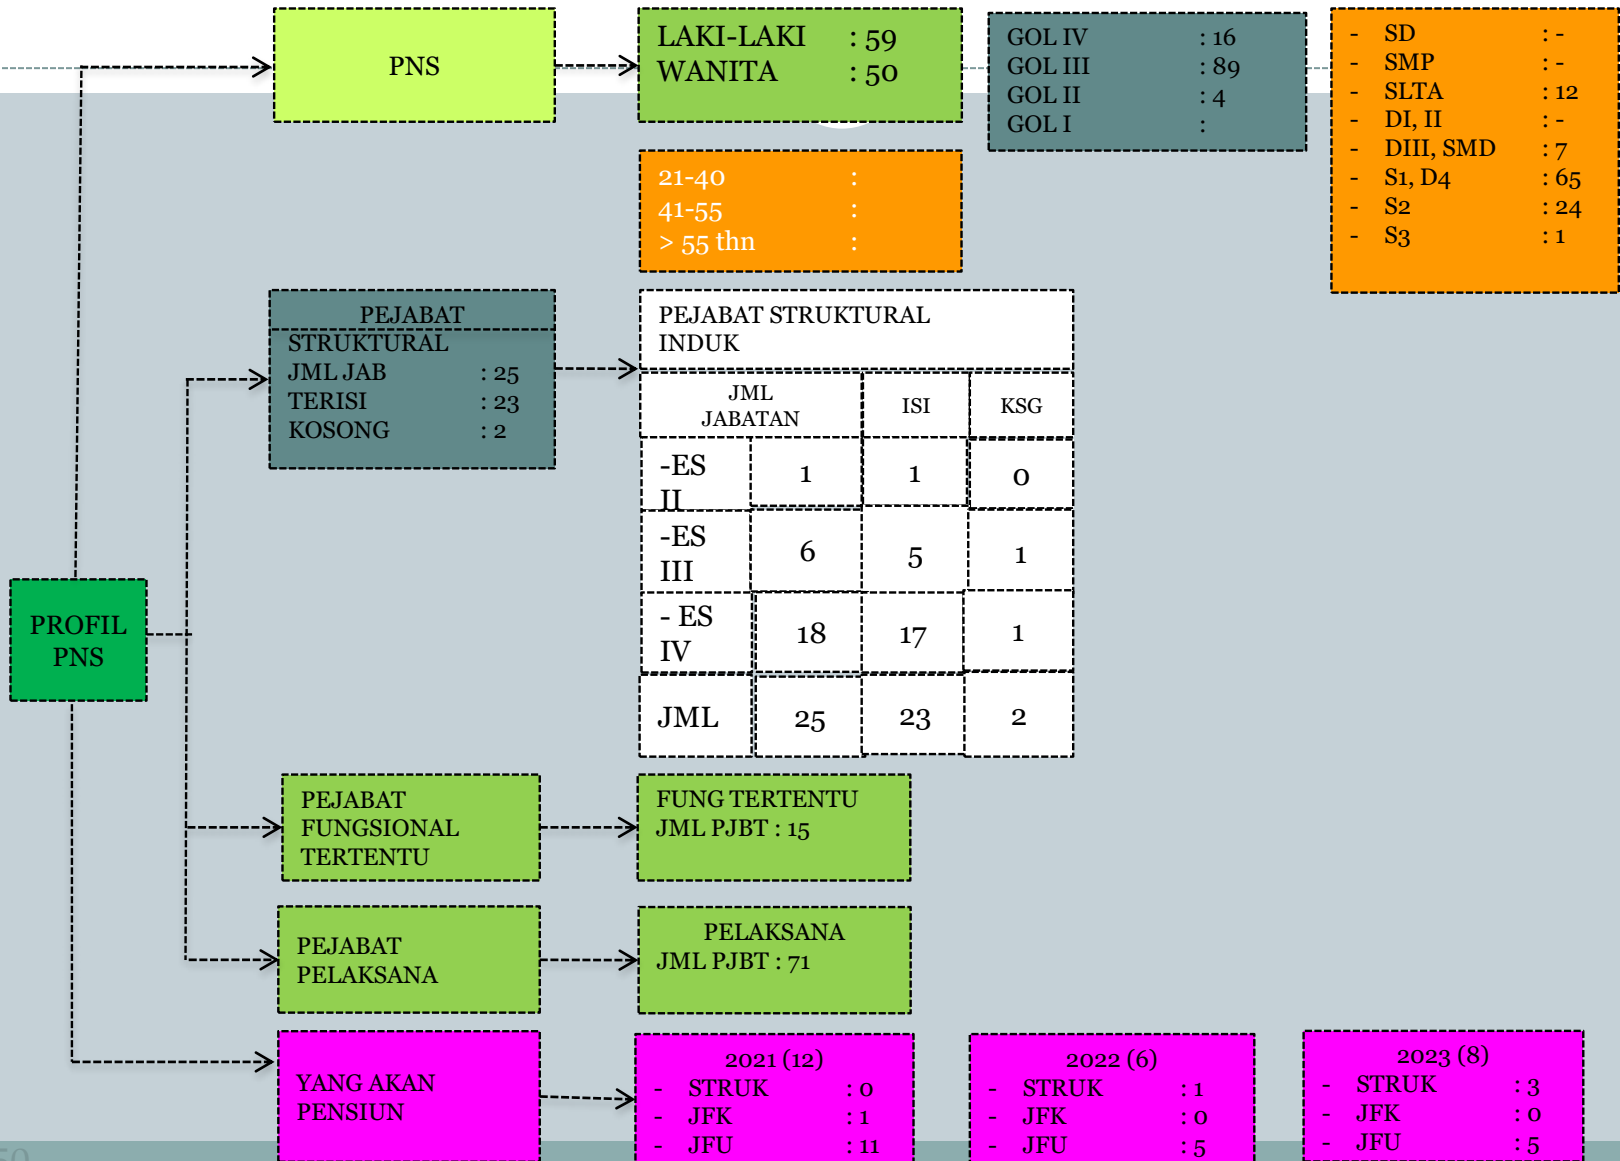 PNS
LAKI-LAKI : 59
WANITA : 50
GOL IV : 16
GOL III : 89
GOL II : 4
GOL I :
- SD : -
- SMP : -
- SLTA : 12
- DI, II : -
- DIII, SMD : 7
- S1, D4 : 65
- S2 : 24
- S3 : 1
21-40 :
41-55 :
> 55 thn :
PEJABAT
STRUKTURAL
JML JAB : 25
TERISI : 23
KOSONG : 2
PEJABAT STRUKTURAL
INDUK
JML
JABATAN
ISI
KSG
-ES
II
1
1
0
-ES
III
6
5
1
- ES
IV
18
17
1
JML
25
23
2
PROFIL
PNS
PEJABAT
FUNGSIONAL
TERTENTU
FUNG TERTENTU
JML PJBT : 15
PEJABAT
PELAKSANA
PELAKSANA
JML PJBT : 71
YANG AKAN
PENSIUN
2021 (12)
- STRUK : 0
- JFK : 1
- JFU : 11
2022 (6)
- STRUK : 1
- JFK : 0
- JFU : 5
2023 (8)
- STRUK : 3
- JFK : 0
- JFU : 5